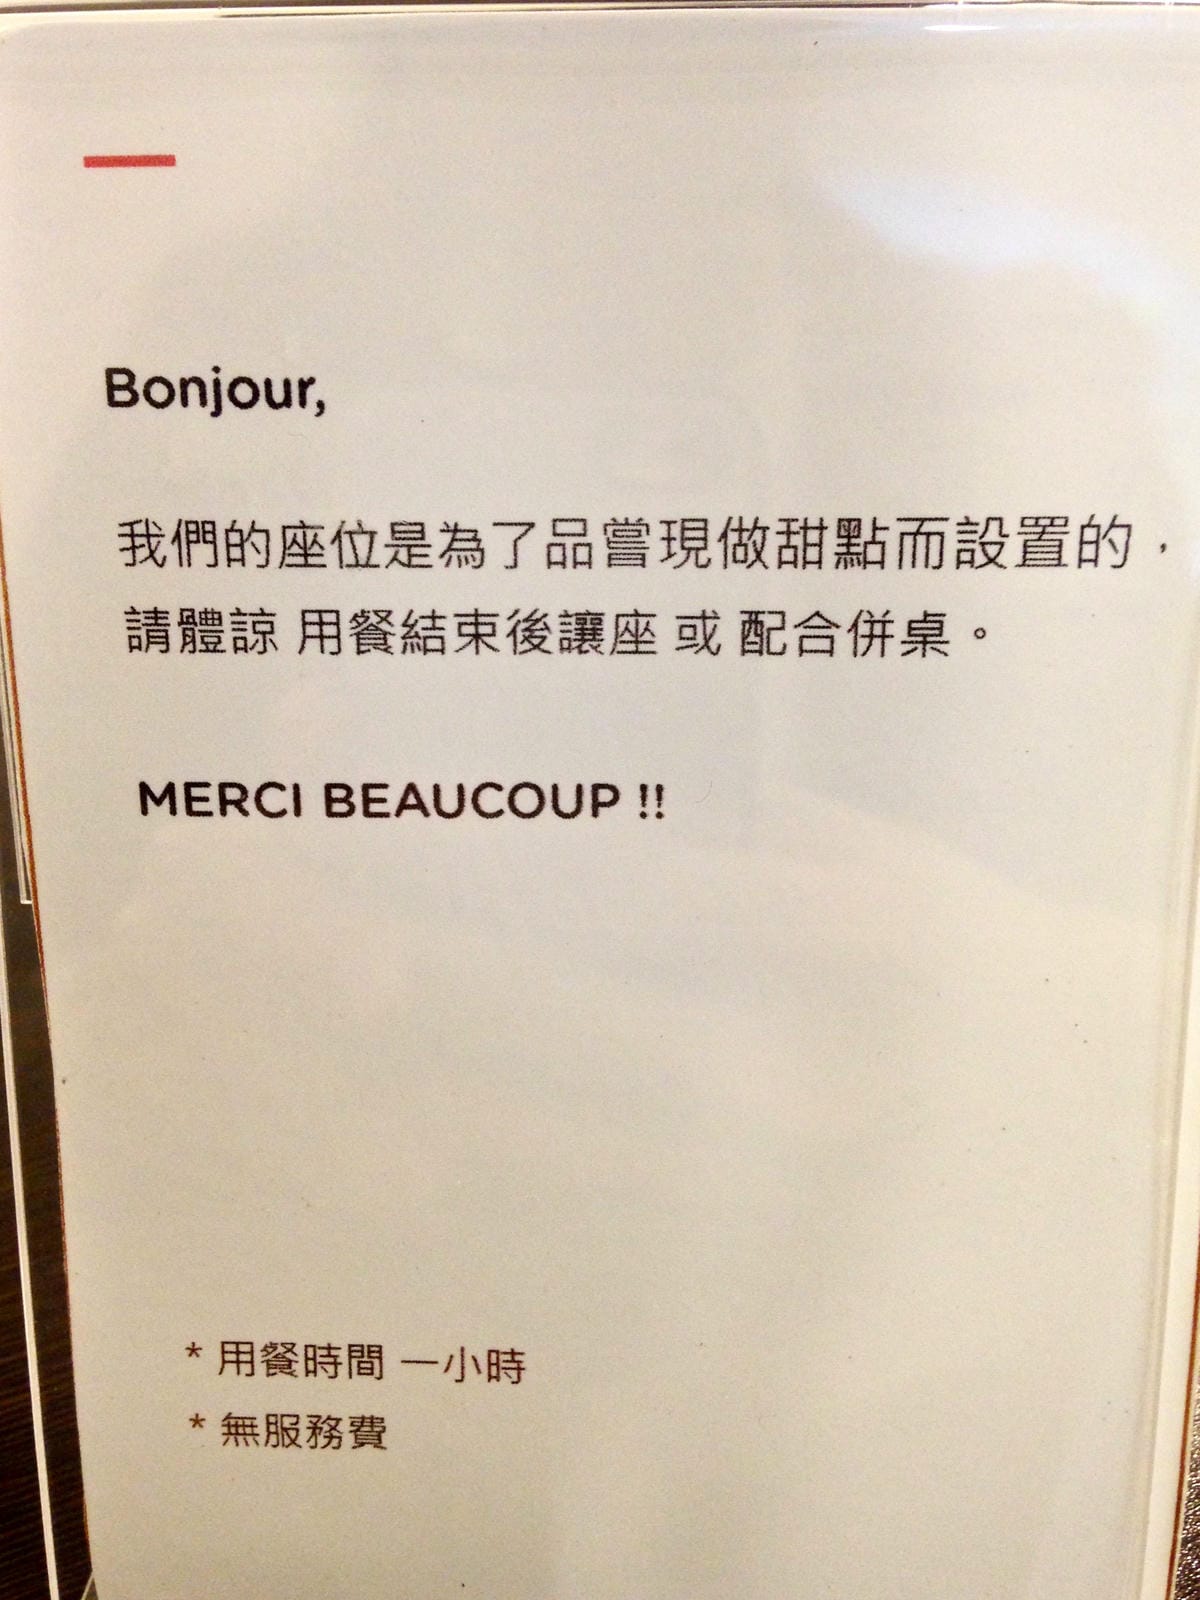 Bonjour,
我們的座位是為了品嘗現做甜點而設置的，
請體諒 用餐結束後讓座 或 配合併桌。
MERCI BEAUCOUP !!
* 用餐時間 一小時
* 無服務費